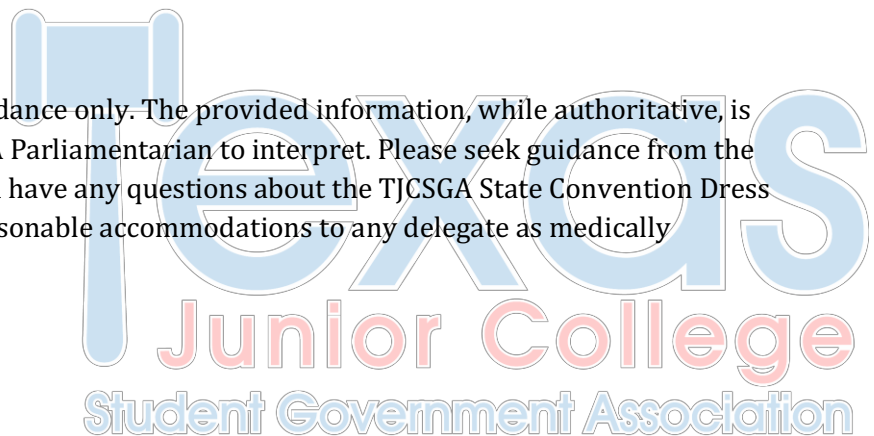 dance only. The provided information, while authoritative, is
A Parliamentarian to interpret. Please seek guidance from the
have any questions about the TJCSGA State Convention Dress
sonable accommodations to any delegate as medically
Texas
Junior College
Student Government Association